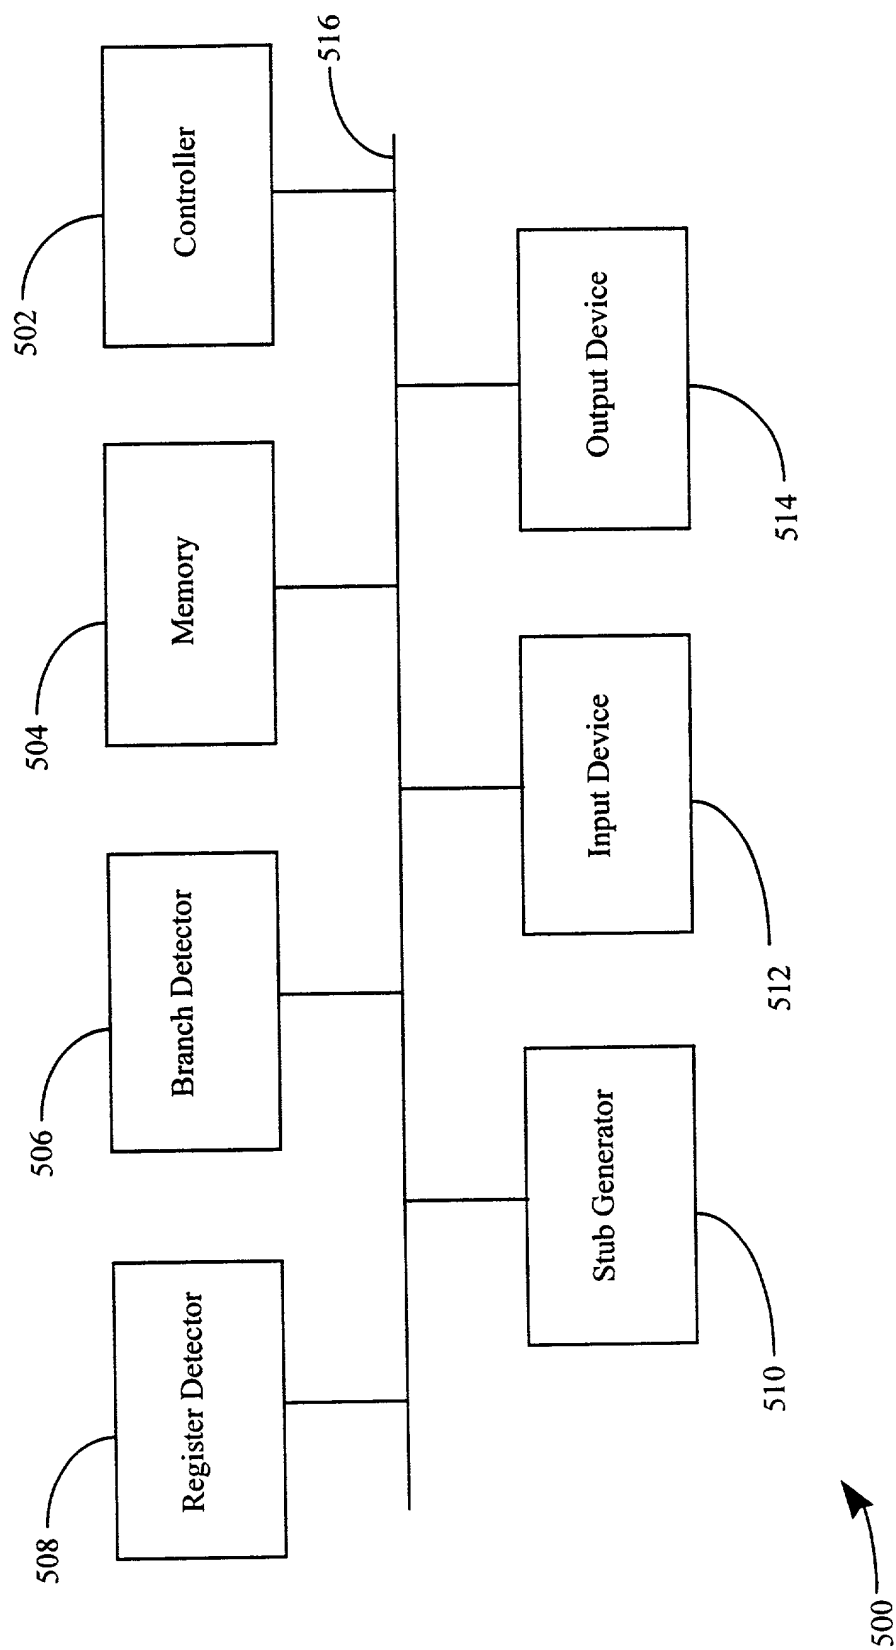 508
Register Detector
506
Branch Detector
504
Memory
502
Controller
516
Stub Generator
510
Input Device
512
Output Device
514
500